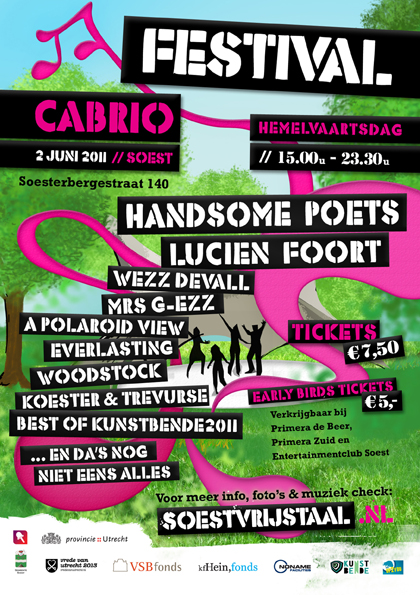 FESTIVAL
CABRIO
HEMELVAARTSDAG
2 JUNI 2011 // SOEST
// 15.00u - 23.30u
Soesterbergestraat 140
HANDSOME POETS
LUCIEN FOORT
WEZZ DEVALL
MRS G-EZZ
A POLAROID VIEW
EVERLASTING
WOODSTOCK
KOESTER & TREVURSE
BEST OF KUNSTBENDE2011
... EN DA'S NOG
NIET EENS ALLES
TICKETS
€7,50
EARLY BIRDS TICKETS
€5,-
Verkrijgbaar bij
Primera de Beer,
Primera Zuid en
Entertainmentclub Soest
Voor meer info, foto's & muziek check:
SOESTVRIJSTAAL.NL
provincie Utrecht
vrede van
utrecht 2013
VSBfonds
kfHein,fonds
NONAME
KUNST
BENDE